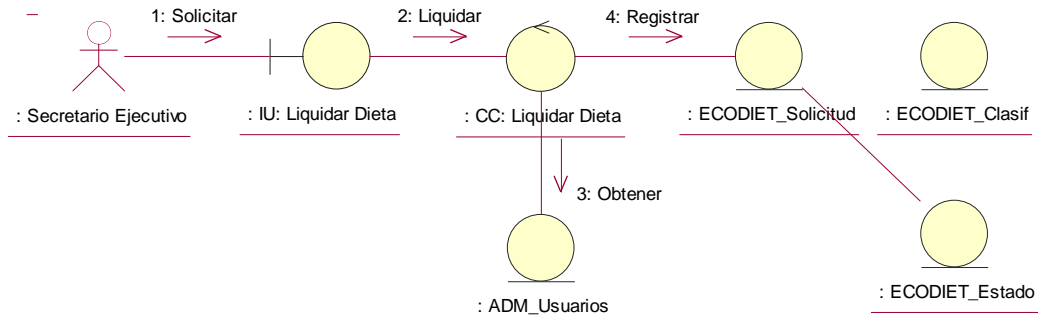 1: Solicitar
2: Liquidar
4: Registrar
: Secretario Ejecutivo
: IU: Liquidar Dieta
: CC: Liquidar Dieta
: ECODIET_Solicitud
: ECODIET_Clasif
3: Obtener
: ADM_Usuarios
: ECODIET_Estado